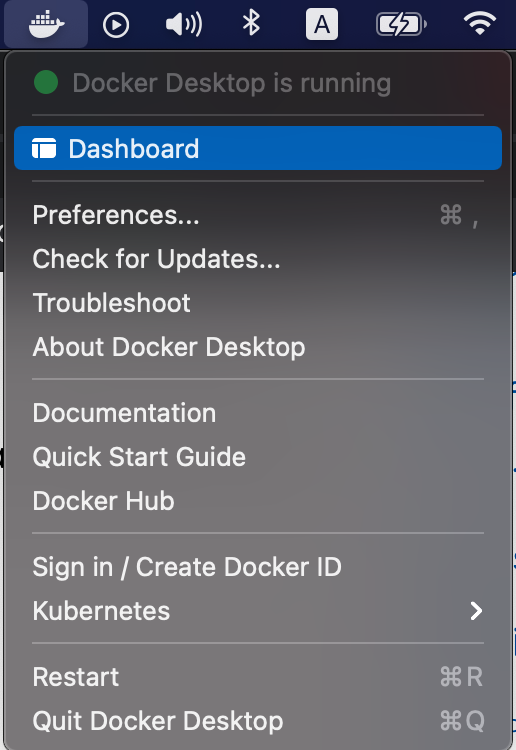 A
Docker Desktop is running
Dashboard
Preferences... ⌘ ,
Check for Updates...
Troubleshoot
About Docker Desktop
Documentation
Quick Start Guide
Docker Hub
Sign in / Create Docker ID
Kubernetes
Restart ⌘R
Quit Docker Desktop ⌘Q